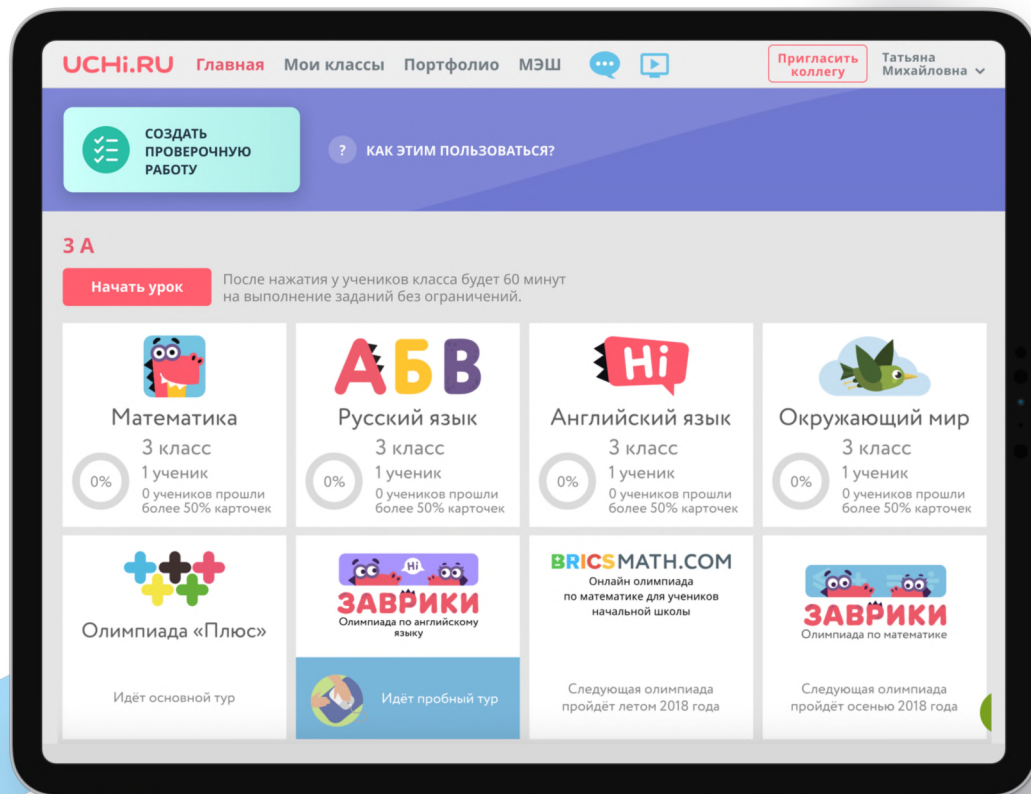 UCHi.RU Главная Мои классы Портфолио МЭШ Пригласить коллегу Татьяна Михайловна
СОЗДАТЬ
ПРОВЕРОЧНУЮ
РАБОТУ
? КАК ЭТИМ ПОЛЬЗОВАТЬСЯ?
3 А
Начать урок
После нажатия у учеников класса будет 60 минут
на выполнение заданий без ограничений.
Математика
3 класс
0%
1 ученик
0 учеников прошли
более 50% карточек
АБВ
Русский язык
3 класс
0%
1 ученик
0 учеников прошли
более 50% карточек
Hi
Английский язык
3 класс
0%
1 ученик
0 учеников прошли
более 50% карточек
Окружающий мир
3 класс
0%
1 ученик
0 учеников прошли
более 50% карточек
Олимпиада «Плюс»
Идёт основной тур
Hi
ЗАВРИКИ
Олимпиада по английскому
языку
Идёт пробный тур
BRICSMATH.COM
Онлайн олимпиада
по математике для учеников
начальной школы
Следующая олимпиада
пройдёт летом 2018 года
ЗАВРИКИ
Олимпиада по математике
Следующая олимпиада
пройдёт осенью 2018 года